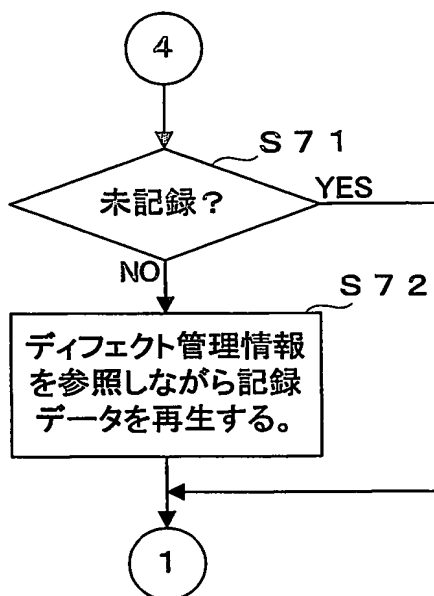 4
S71
未記録？
YES
NO
S72
ディフェクト管理情報
を参照しながら記録
データを再生する。
1